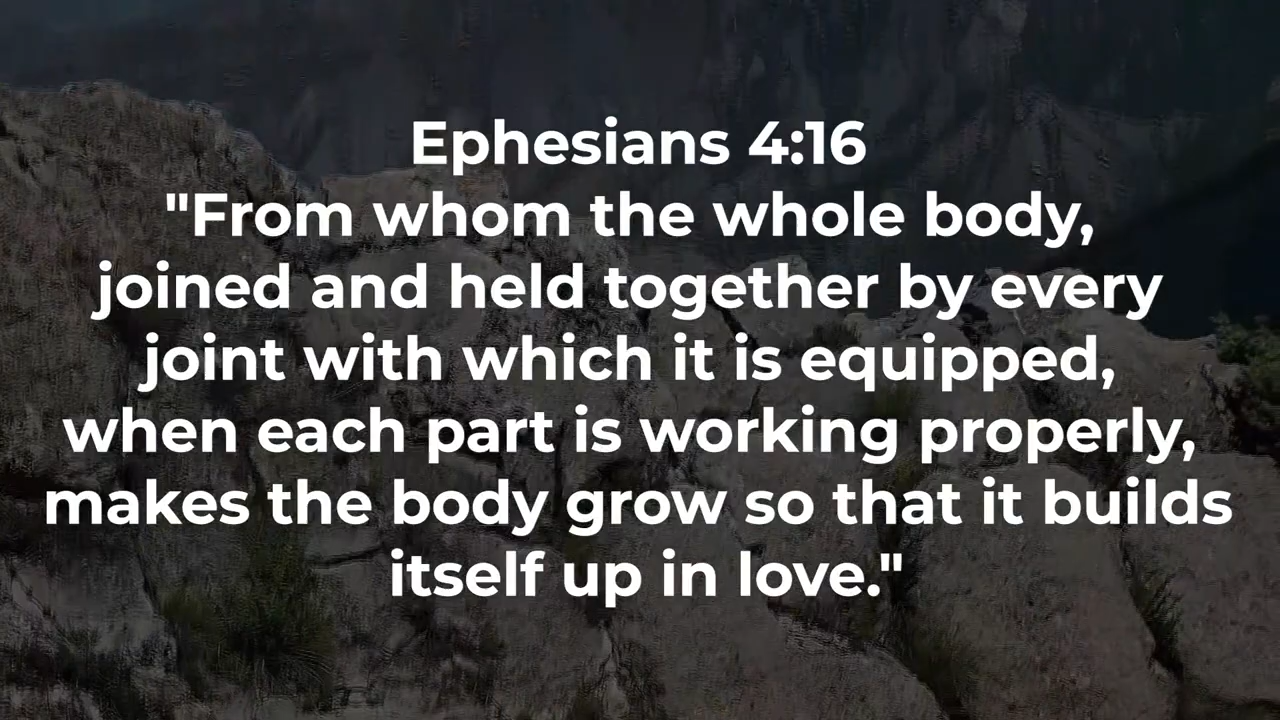 Ephesians 4:16
"From whom the whole body,
joined and held together by every
joint with which it is equipped,
when each part is working properly,
makes the body grow so that it builds
itself up in love."